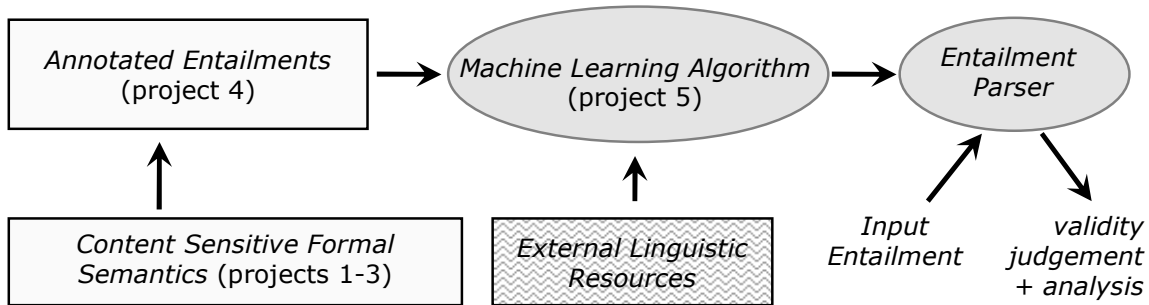 Annotated Entailments
(project 4)
Machine Learning Algorithm
(project 5)
Entailment
Parser
Content Sensitive Formal
Semantics (projects 1-3)
External Linguistic
Resources
Input
Entailment
validity
judgement
+ analysis